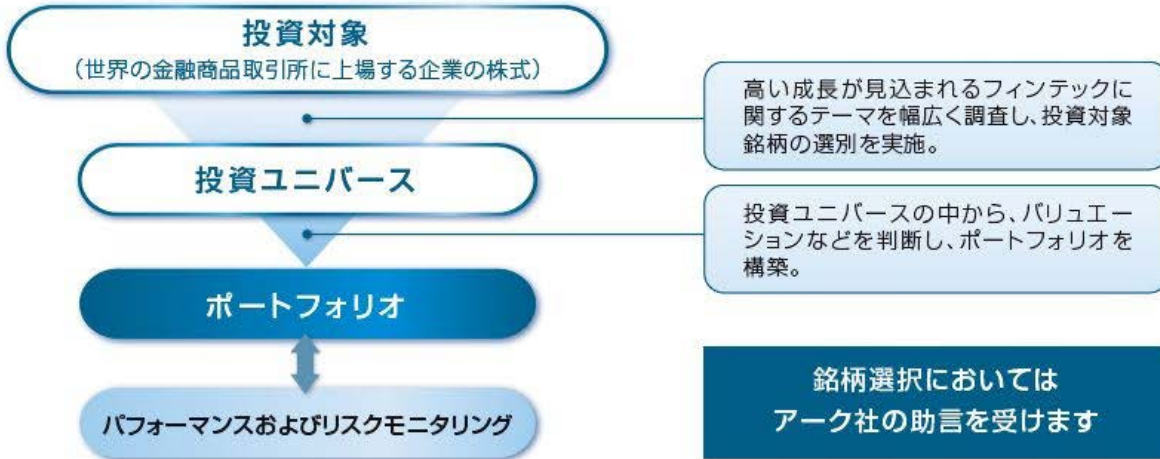 投資対象
（世界の金融商品取引所に上場する企業の株式）
高い成長が見込まれるフィンテックに
関するテーマを幅広く調査し、投資対象
銘柄の選別を実施。
投資ユニバース
投資ユニバースの中から、バリュエー
ションなどを判断し、ポートフォリオを
構築。
ポートフォリオ
パフォーマンスおよびリスクモニタリング
銘柄選択においては
アーク社の助言を受けます